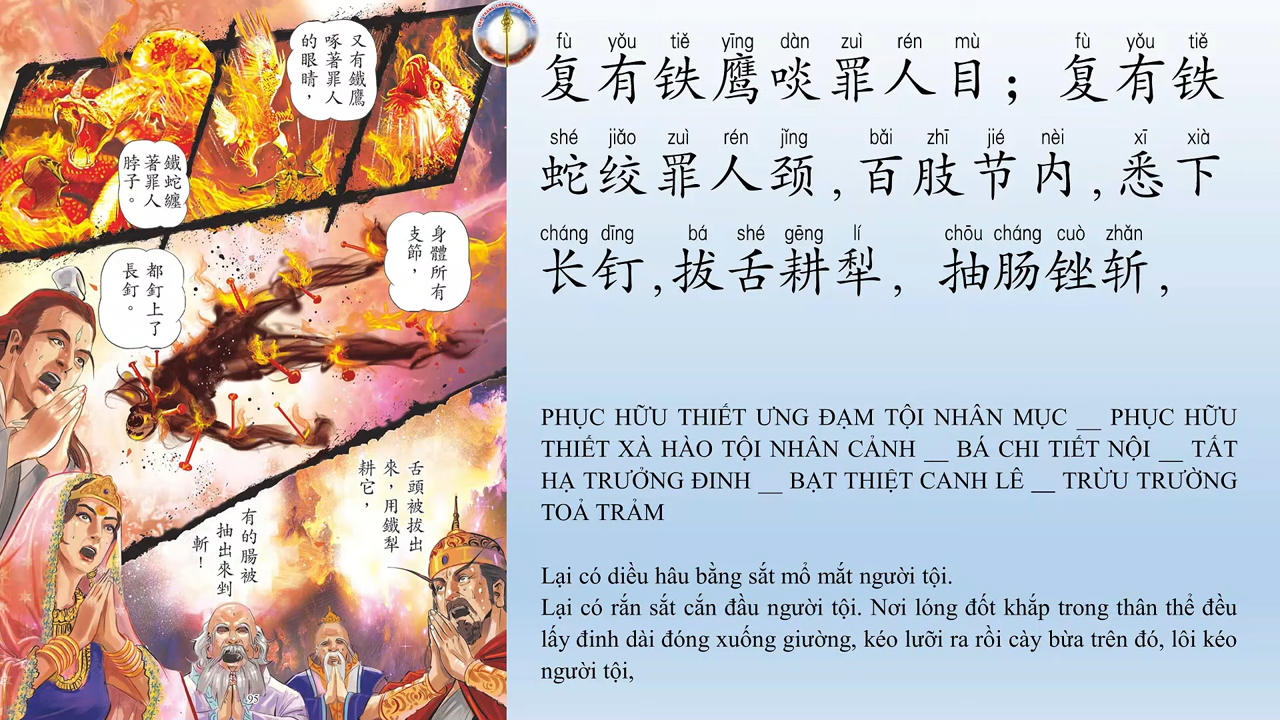 又有鐵鷹
啄著罪人
的眼睛，
鐵蛇纏
著罪人
脖子。
身體所有
支節，
都釘上了
長釘。
舌頭被拔出
來，用鐵犁
耕它，
有的腸被
抽出來剉
斬！
95
fù yǒu tiě yīng dàn zuì rén mù fù yǒu tiě
复有铁鹰啖罪人目；复有铁
shé jiǎo zuì rén jǐng bǎi zhī jié nèi xī xià
蛇绞罪人颈,百肢节内,悉下
cháng dīng bá shé gēng lí chōu cháng cuò zhǎn
长钉,拔舌耕犁, 抽肠锉斩,
PHỤC HỮU THIẾT ƯNG ĐẠM TỘI NHÂN MỤC __ PHỤC HỮU
THIẾT XÀ HÀO TỘI NHÂN CẢNH __ BÁ CHI TIẾT NỘI __ TẤT
HẠ TRƯỞNG ĐINH __ BẠT THIỆT CANH LÊ __ TRỪU TRƯỜNG
TOẢ TRẢM
Lại có diều hâu bằng sắt mổ mắt người tội.
Lại có rắn sắt cắn đầu người tội. Nơi lóng đốt khắp trong thân thể đều
lấy đinh dài đóng xuống giường, kéo lưỡi ra rồi cày bừa trên đó, lôi kéo
người tội,